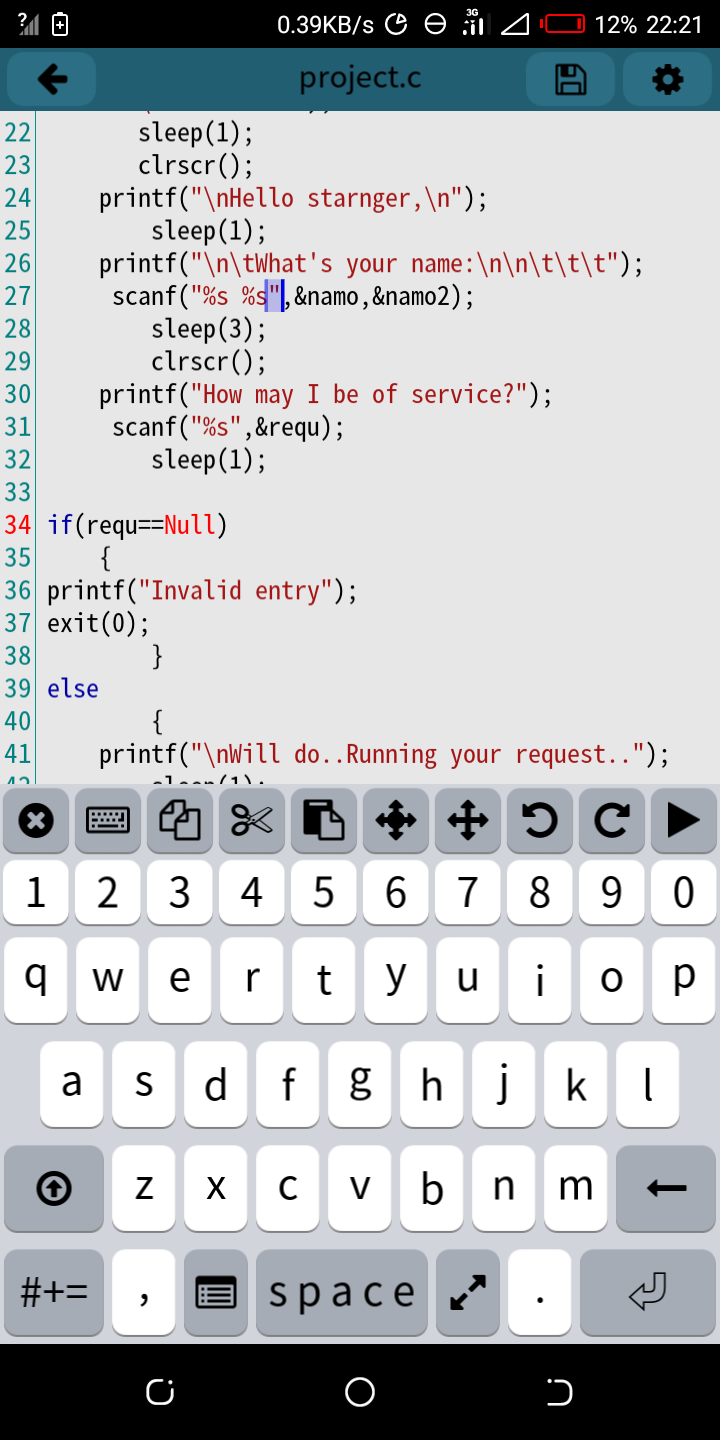 0.39KB/s 3G 12% 22:21
project.c
22 sleep(1);
23 clrscr();
24 printf("\nHello starnger,\n");
25 sleep(1);
26 printf("\n\tWhat's your name:\n\n\t\t\t");
27 scanf("%s %s",&namo,&namo2);
28 sleep(3);
29 clrscr();
30 printf("How may I be of service?");
31 scanf("%s",&requ);
32 sleep(1);
33
34 if(requ==Null)
35 {
36 printf("Invalid entry");
37 exit(0);
38 }
39 else
40 {
41 printf("\nWill do..Running your request..");
42 sleep(1);
1 2 3 4 5 6 7 8 9 0
q w e r t y u i o p
a s d f g h j k l
z x c v b n m
#+= , space .